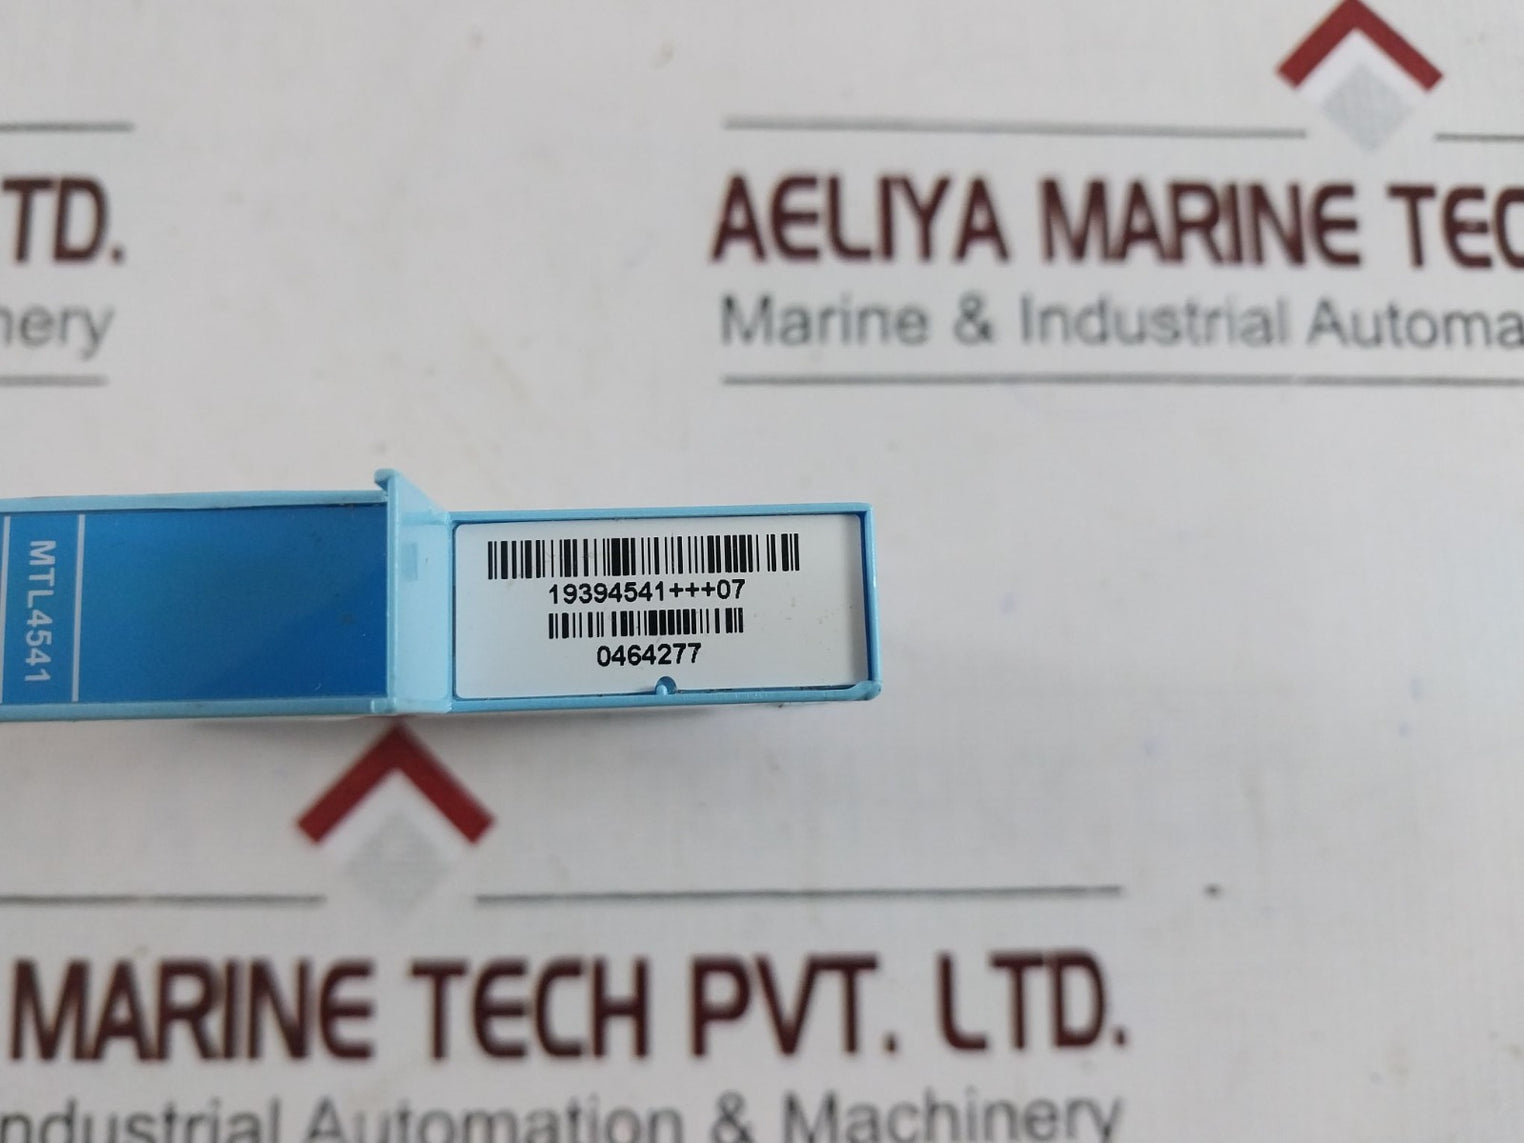 TD.
nery
AELIYA MARINE TEC
Marine & Industrial Automa
MTL4541
19394541+++07
0464277
MARINE TECH PVT. LTD.
ndustrial Automation & Machinery